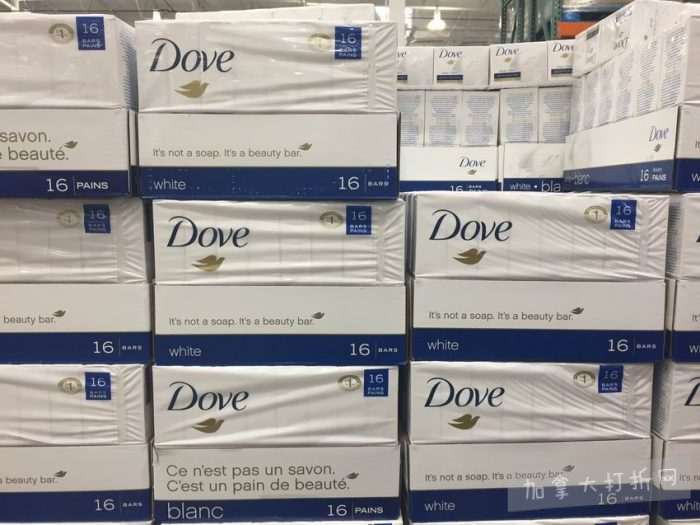 16
BARS
PAINS
savon.
e beauté.
16 PAINS
Dove
16
BARS
PAINS
It's not a soap. It's a beauty bar.
white
16 BARS
Dove
Dove
Dove
Dove
white • bla
Dove
blanc
16 BARS
PAINS
16
BARS
PAINS
a beauty bar.
16 BARS
Dove
16
BARS
PAINS
It's not a soap. It's a beauty bar.
white
16 BARS
Dove
16
BARS
PAINS
It's not a soap. It's a beauty bar.
white
16 BARS
16
BARS
PAINS
a beauty bar.
16 BARS
Dove
16
BARS
PAINS
Ce n'est pas un savon.
C'est un pain de beauté.
blanc
16 PAINS
Dove
16
BARS
PAINS
It's not a soap. It's a beauty bar.
white
16 BARS
加拿大打折网